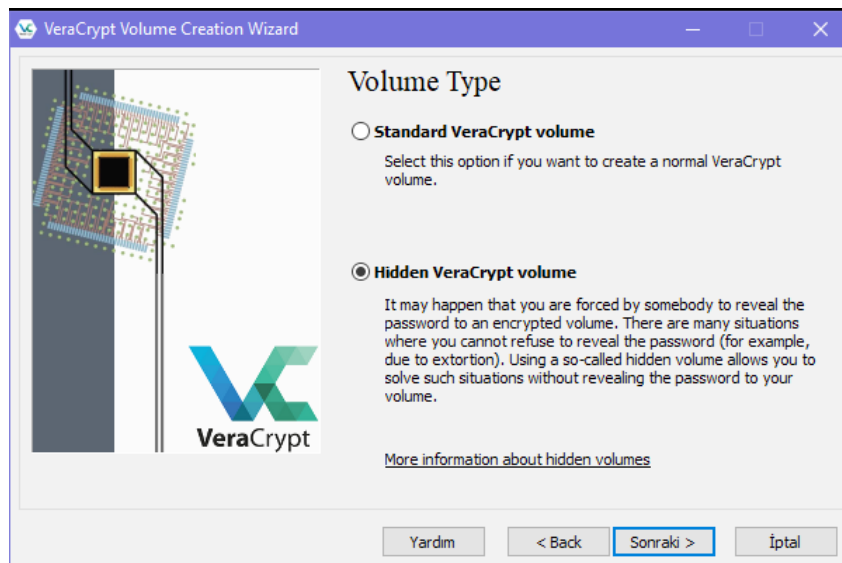 VeraCrypt Volume Creation Wizard
Volume Type
Standard VeraCrypt volume
Select this option if you want to create a normal VeraCrypt
volume.
Hidden VeraCrypt volume
It may happen that you are forced by somebody to reveal the
password to an encrypted volume. There are many situations
where you cannot refuse to reveal the password (for example,
due to extortion). Using a so-called hidden volume allows you to
solve such situations without revealing the password to your
volume.
VeraCrypt
More information about hidden volumes
Yardım
< Back
Sonraki >
İptal